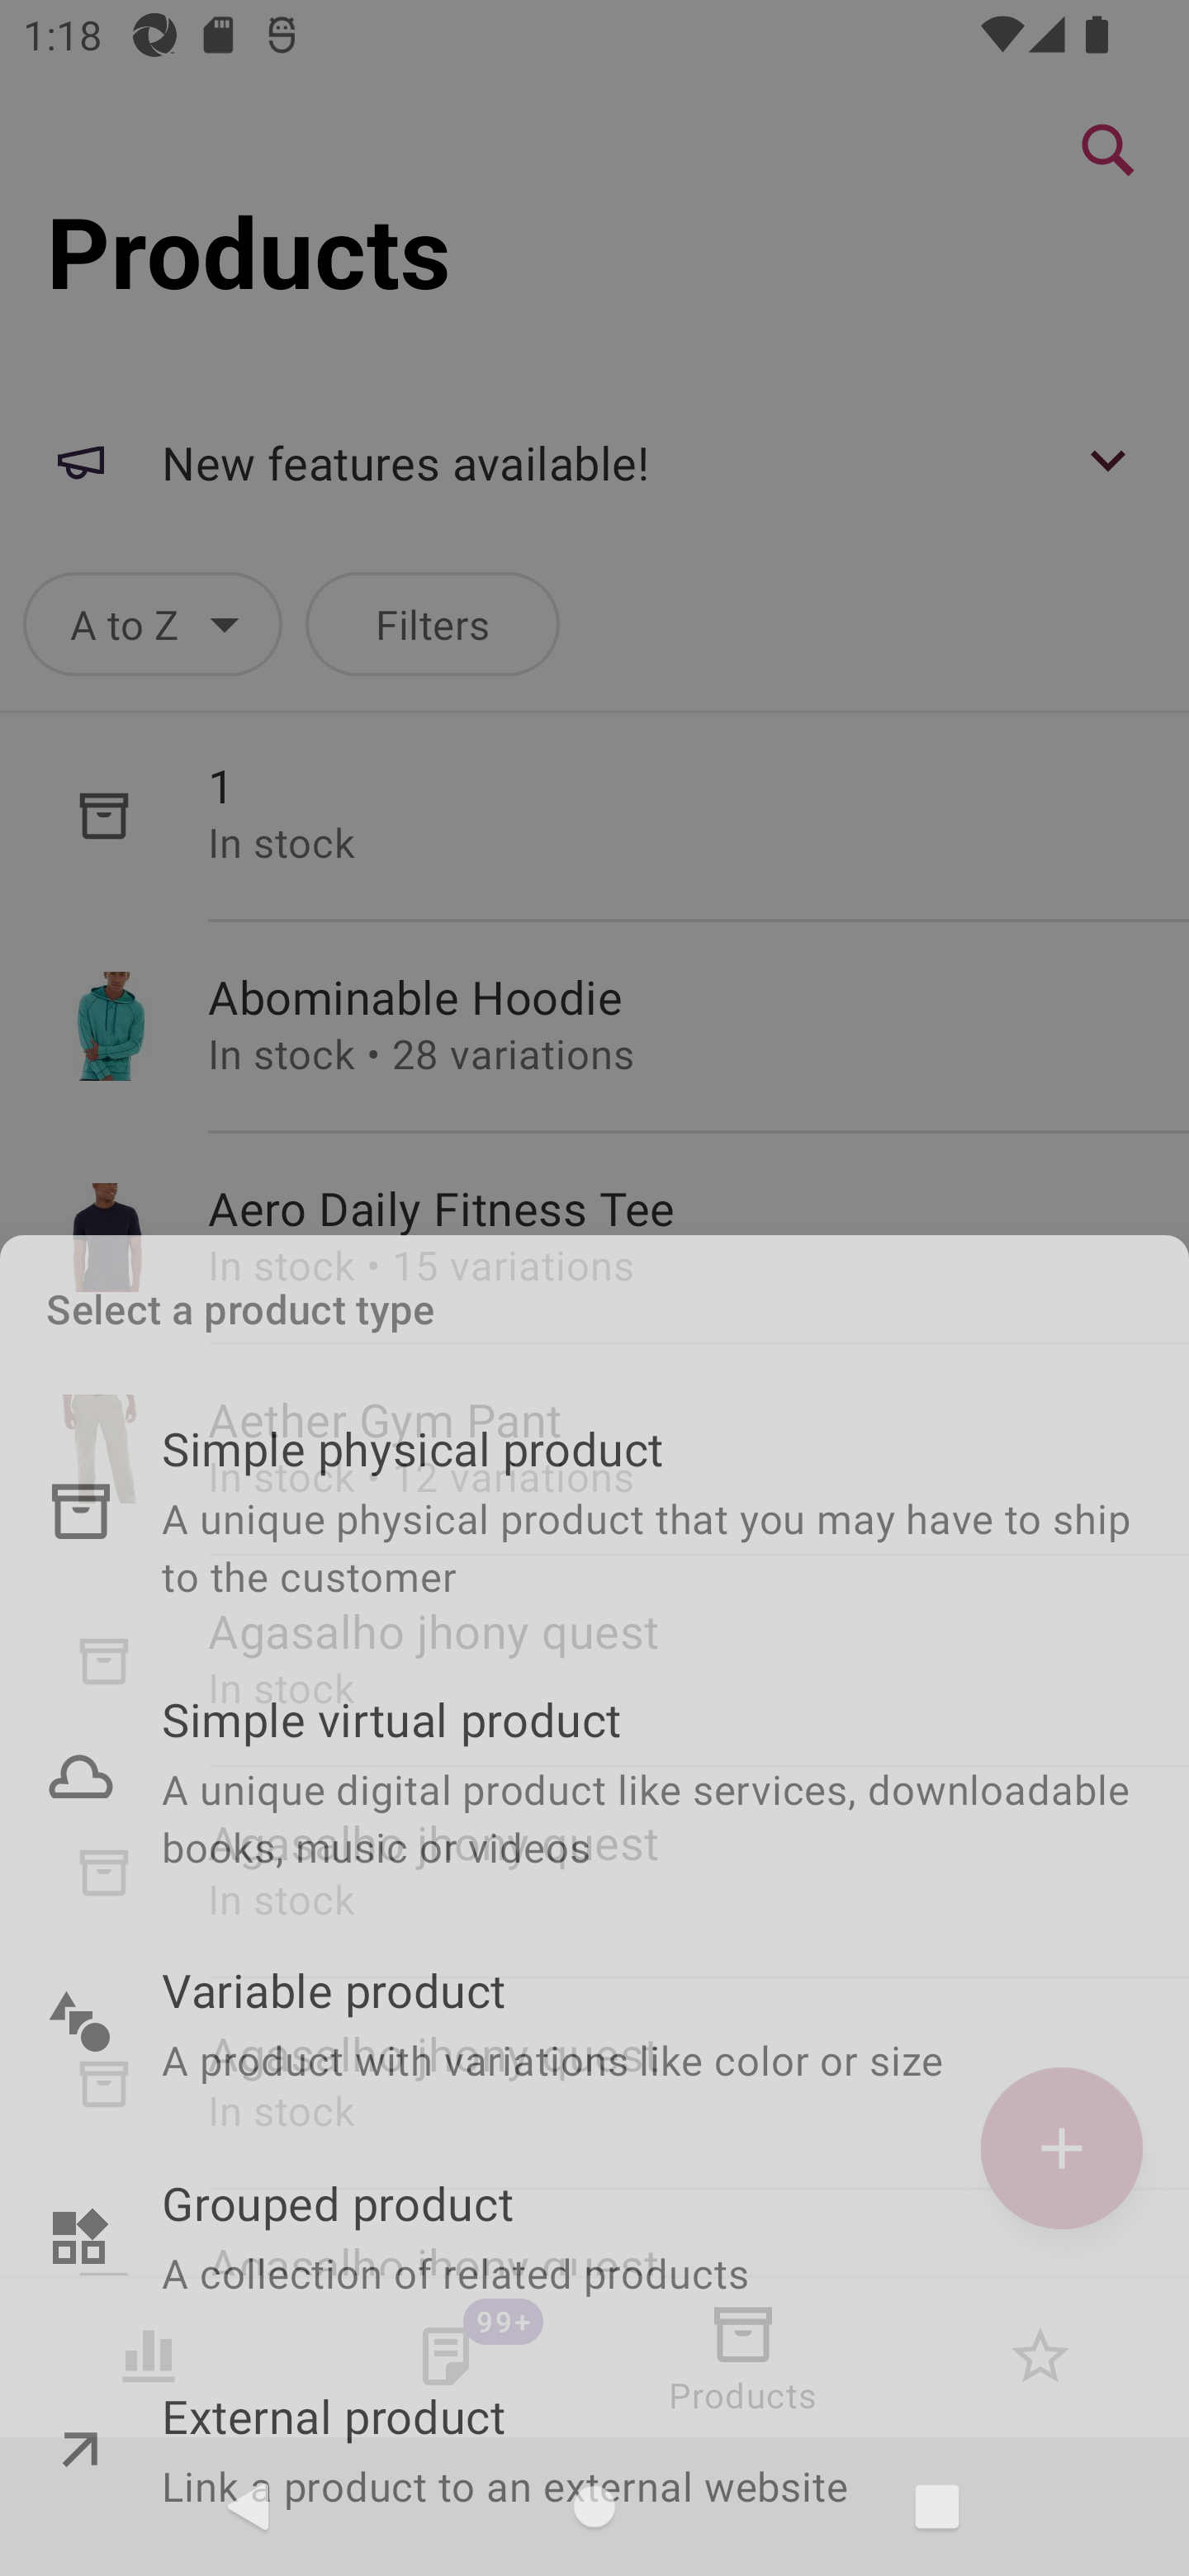 1:18
Products
New features available!
A to Z
Filters
1
In stock
Abominable Hoodie
In stock • 28 variations
Aero Daily Fitness Tee
In stock • 15 variations
Select a product type
Aether Gym Pant
Simple physical product
In stock • 12 variations
A unique physical product that you may have to ship
to the customer
Agasalho jhony quest
In stock
Simple virtual product
A unique digital product like services, downloadable
Agasalho jhony quest
books, music or videos
In stock
Variable product
Agasalho jhony quest
A product with variations like color or size
In stock
Grouped product
Agasalho jhony quest
A collection of related products
99+
Products
External product
Link a product to an external website